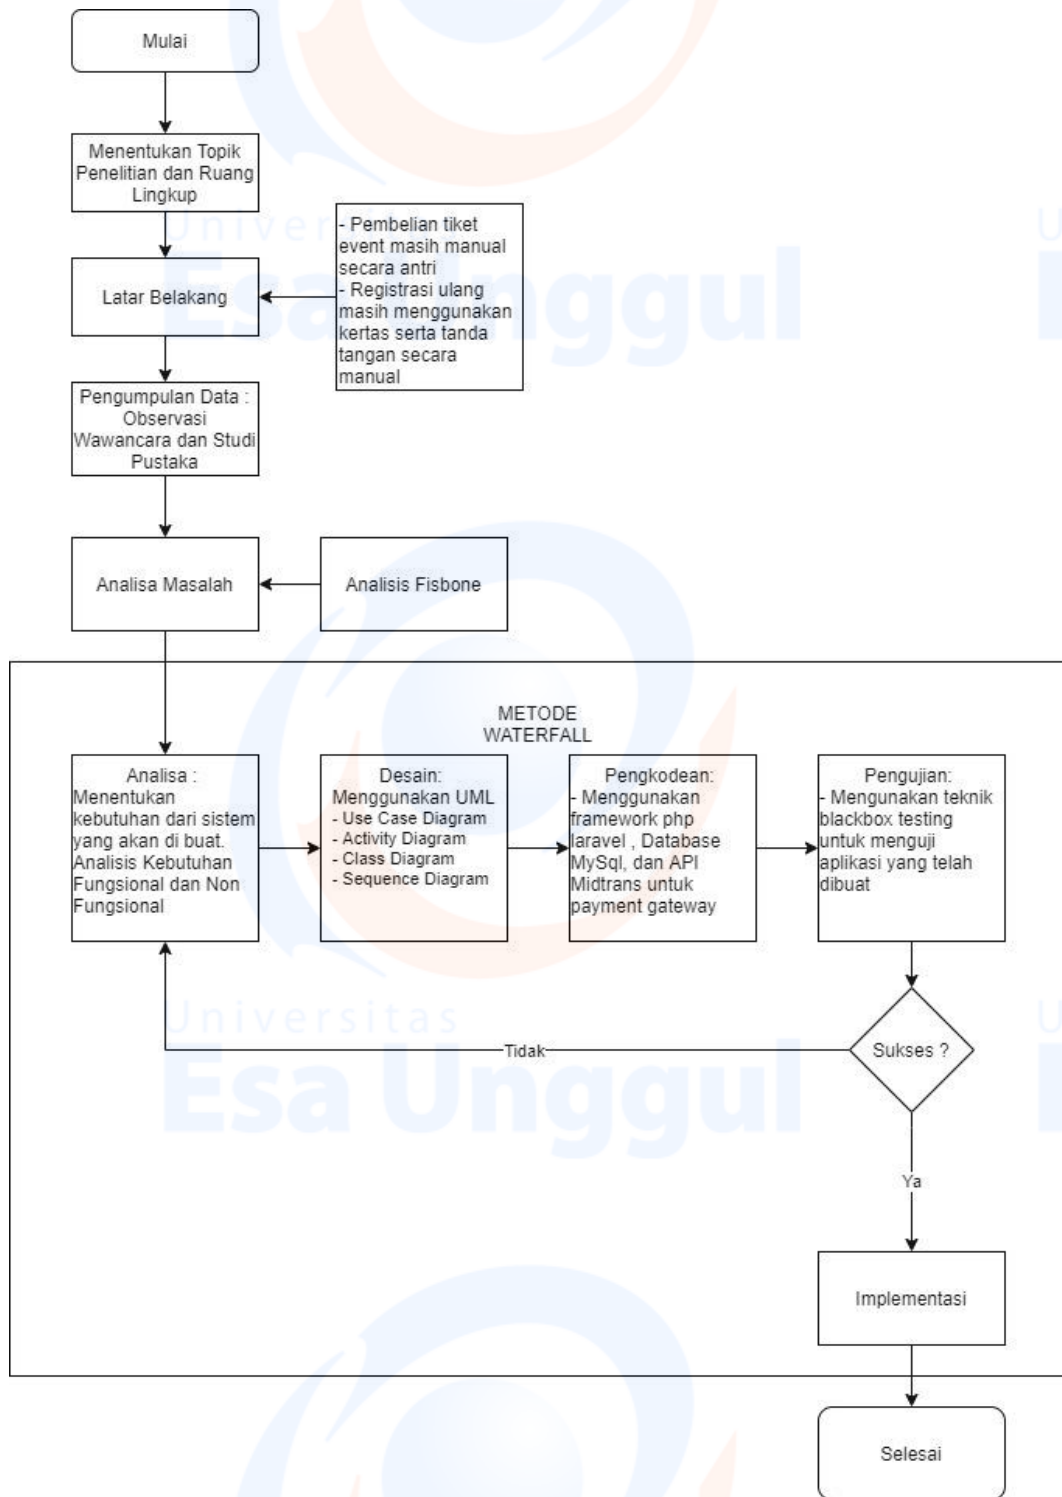 Mulai
Menentukan Topik
Penelitian dan Ruang
Lingkup
Universitas
Esa Unggul
- Pembelian tiket
event masih manual
secara antri
- Registrasi ulang
masih menggunakan
kertas serta tanda
tangan secara
manual
Latar Belakang
Pengumpulan Data :
Observasi
Wawancara dan Studi
Pustaka
Analisa Masalah
Analisis Fisbone
METODE
WATERFALL
Analisa :
Menentukan
kebutuhan dari sistem
yang akan di buat.
Analisis Kebutuhan
Fungsional dan Non
Fungsional
Desain:
Menggunakan UML
- Use Case Diagram
- Activity Diagram
- Class Diagram
- Sequence Diagram
Pengkodean:
- Menggunakan
framework php
laravel , Database
MySql, dan API
Midtrans untuk
payment gateway
Pengujian:
- Mengunakan teknik
blackbox testing
untuk menguji
aplikasi yang telah
dibuat
Universitas
Esa Unggul
Tidak
Sukses ?
Ya
Implementasi
Selesai